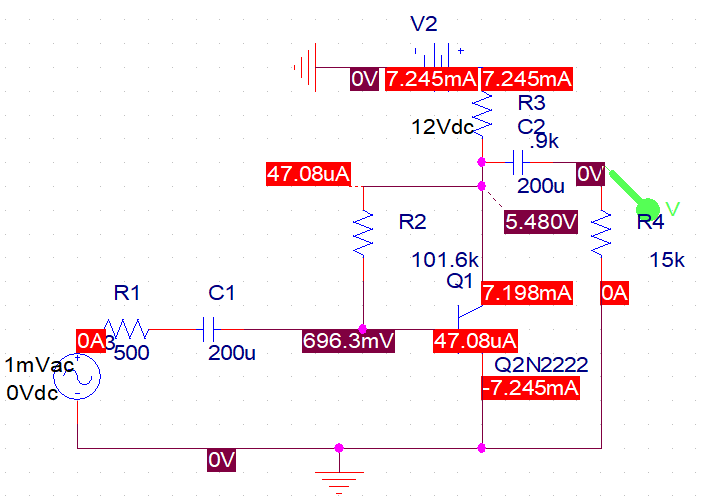 V2
+
0V
7.245mA
7.245mA
R3
12Vdc
C2
.9k
47.08uA
200u
0V
V
R2
5.480V
R4
101.6k
15k
Q1
R1
C1
7.198mA
0A
0A
3
500
200u
696.3mV
47.08uA
1mVac
+
Q2N2222
0Vdc
-
-7.245mA
0V